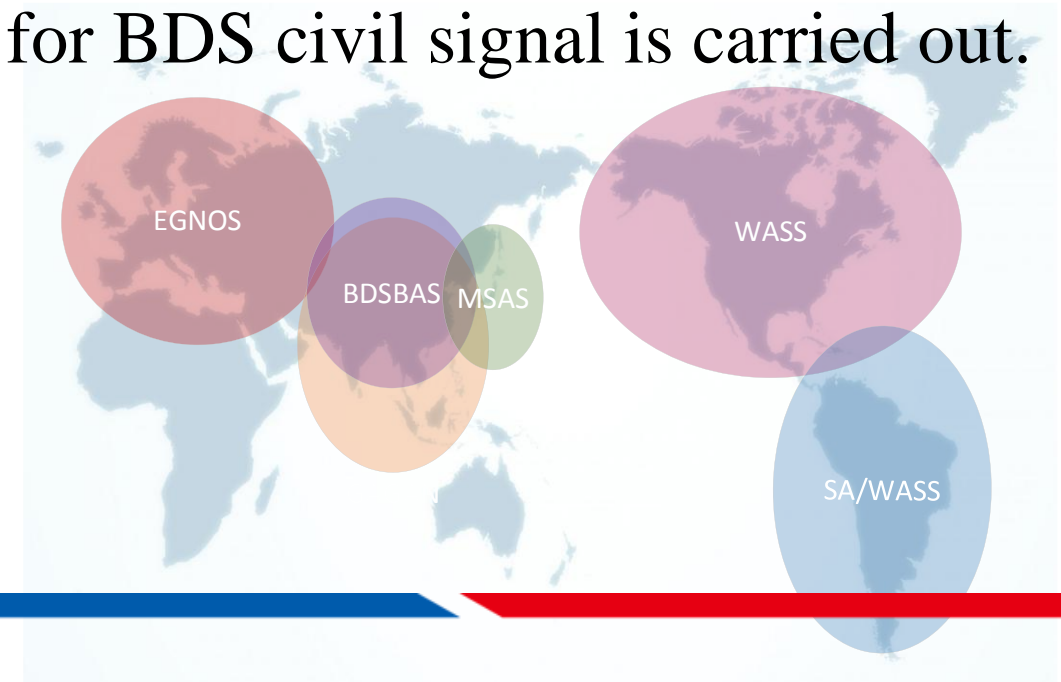 for BDS civil signal is carried out.
EGNOS
WASS
BDSBAS
MSAS
SA/WASS